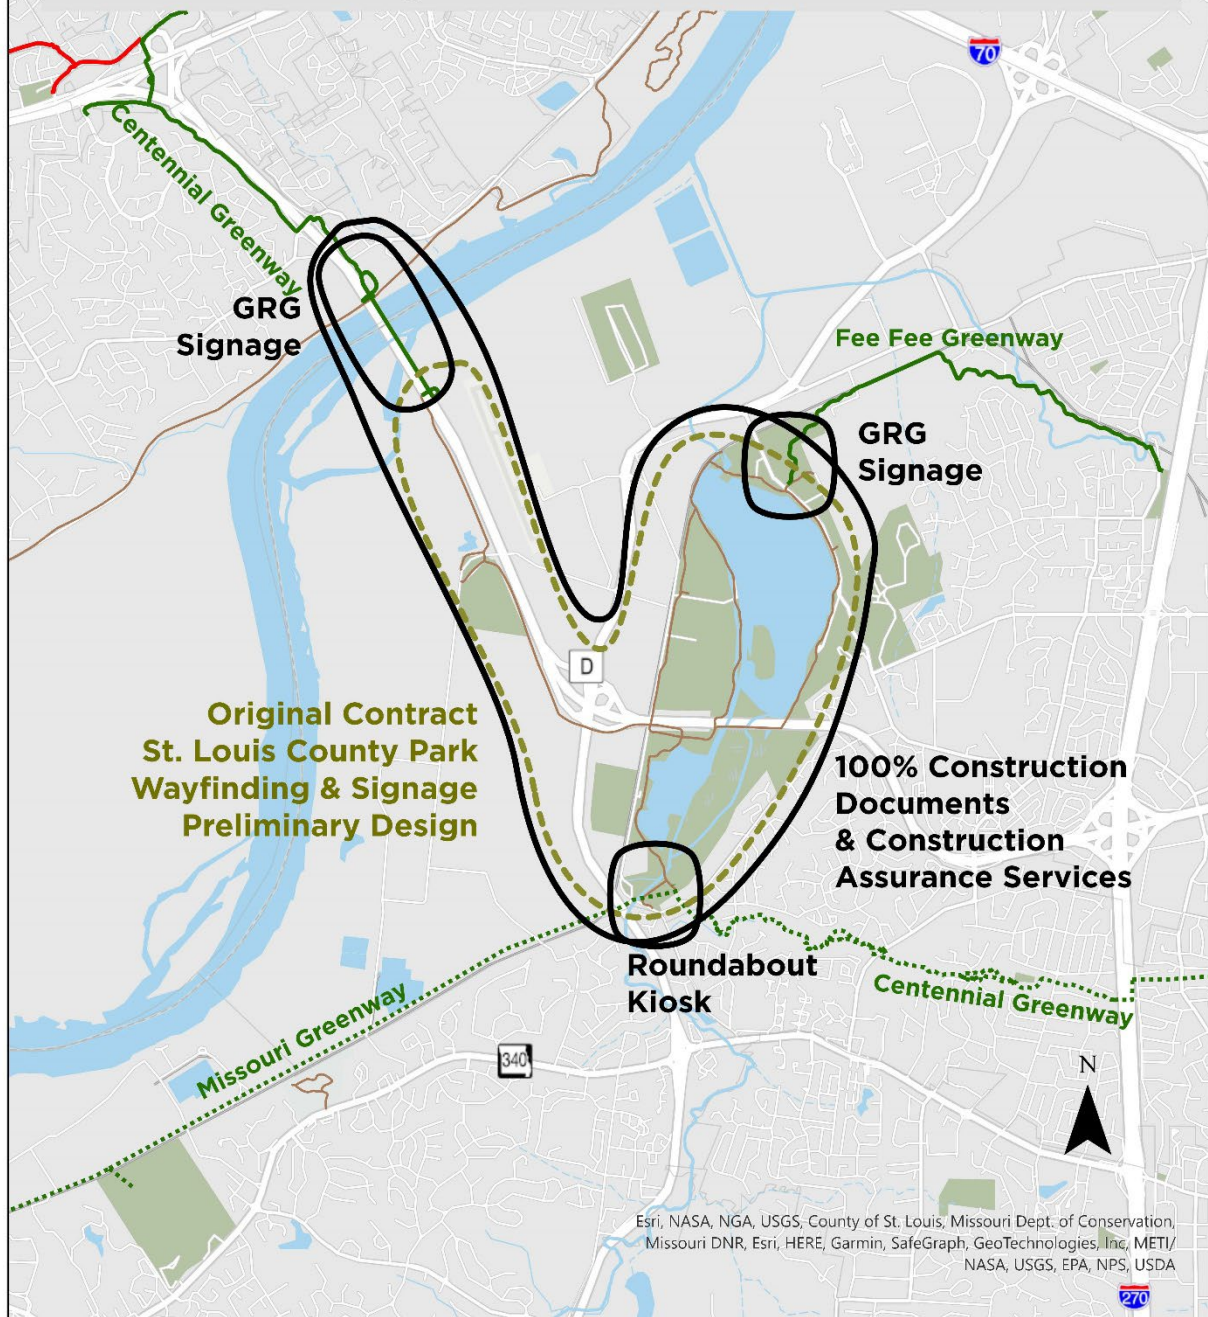 70
Centennial Greenway
GRG
Signage
Fee Fee Greenway
GRG
Signage
D
Original Contract
St. Louis County Park
Wayfinding & Signage
Preliminary Design
100% Construction
Documents
& Construction
Assurance Services
Roundabout
Kiosk
Centennial Greenway
Missouri Greenway
340
N
Esri, NASA, NGA, USGS, County of St. Louis, Missouri Dept. of Conservation,
Missouri DNR, Esri, HERE, Garmin, SafeGraph, GeoTechnologies, Inc, METI/
NASA, USGS, EPA, NPS, USDA
270